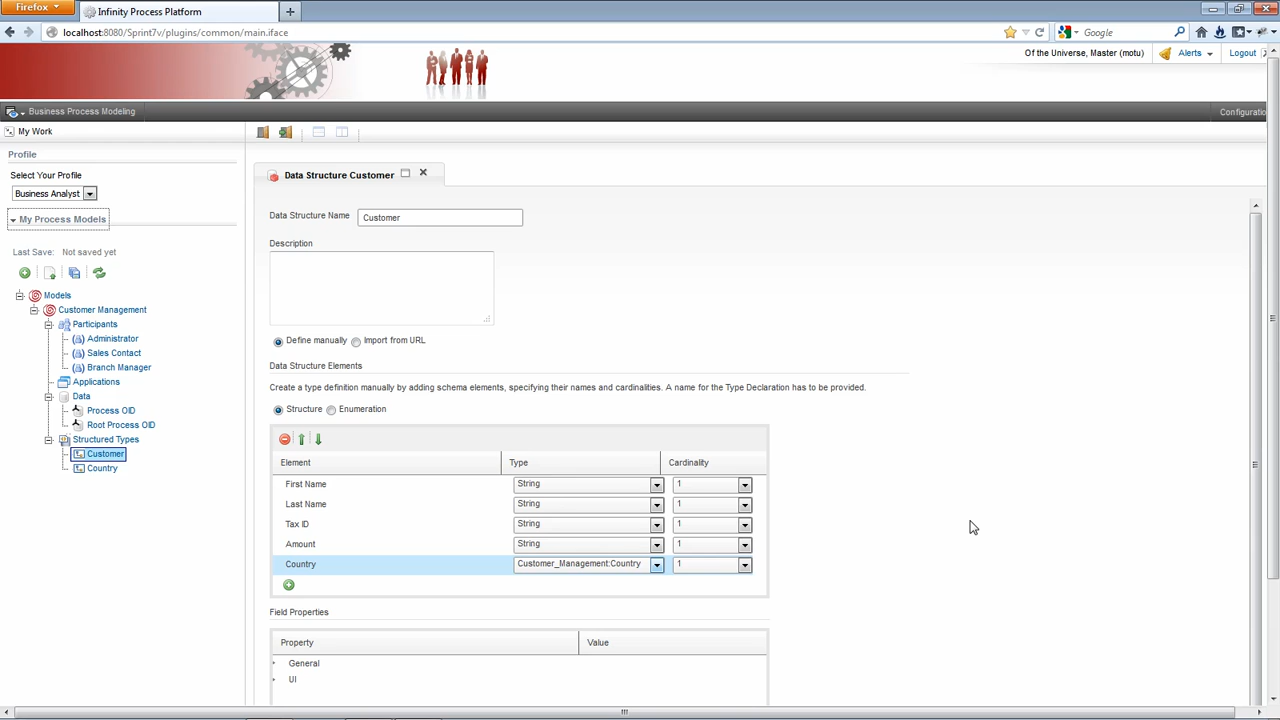 Firefox
Infinity Process Platform
localhost:8080/Sprint7v/plugins/common/main.iface
Google
Of the Universe, Master (motu)
Alerts
Logout
Business Process Modeling
Configuratio
My Work
Profile
Select Your Profile
Business Analyst
My Process Models
Last Save: Not saved yet
Models
Customer Management
Participants
Administrator
Sales Contact
Branch Manager
Applications
Data
Process OID
Root Process OID
Structured Types
Customer
Country
Data Structure Customer
Data Structure Name
Customer
Description
Define manually
Import from URL
Data Structure Elements
Create a type definition manually by adding schema elements, specifying their names and cardinalities. A name for the Type Declaration has to be provided.
Structure
Enumeration
Element Type Cardinality
First Name String 1
Last Name String 1
Tax ID String 1
Amount String 1
Country Customer_Management:Country 1
Field Properties
Property Value
General
UI